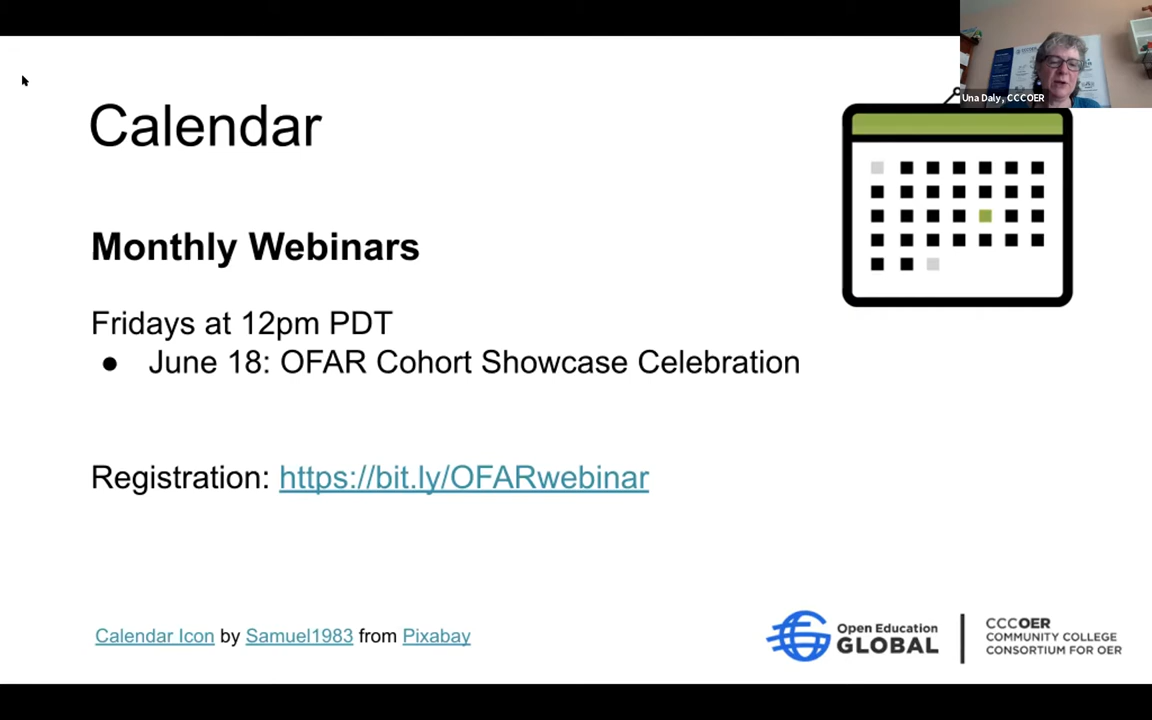 Una Daly, CCCOER
Calendar
Monthly Webinars
Fridays at 12pm PDT
● June 18: OFAR Cohort Showcase Celebration
Registration: https://bit.ly/OFARwebinar
Calendar Icon by Samuel1983 from Pixabay
Open Education
GLOBAL
CCCOER
COMMUNITY COLLEGE
CONSORTIUM FOR OER